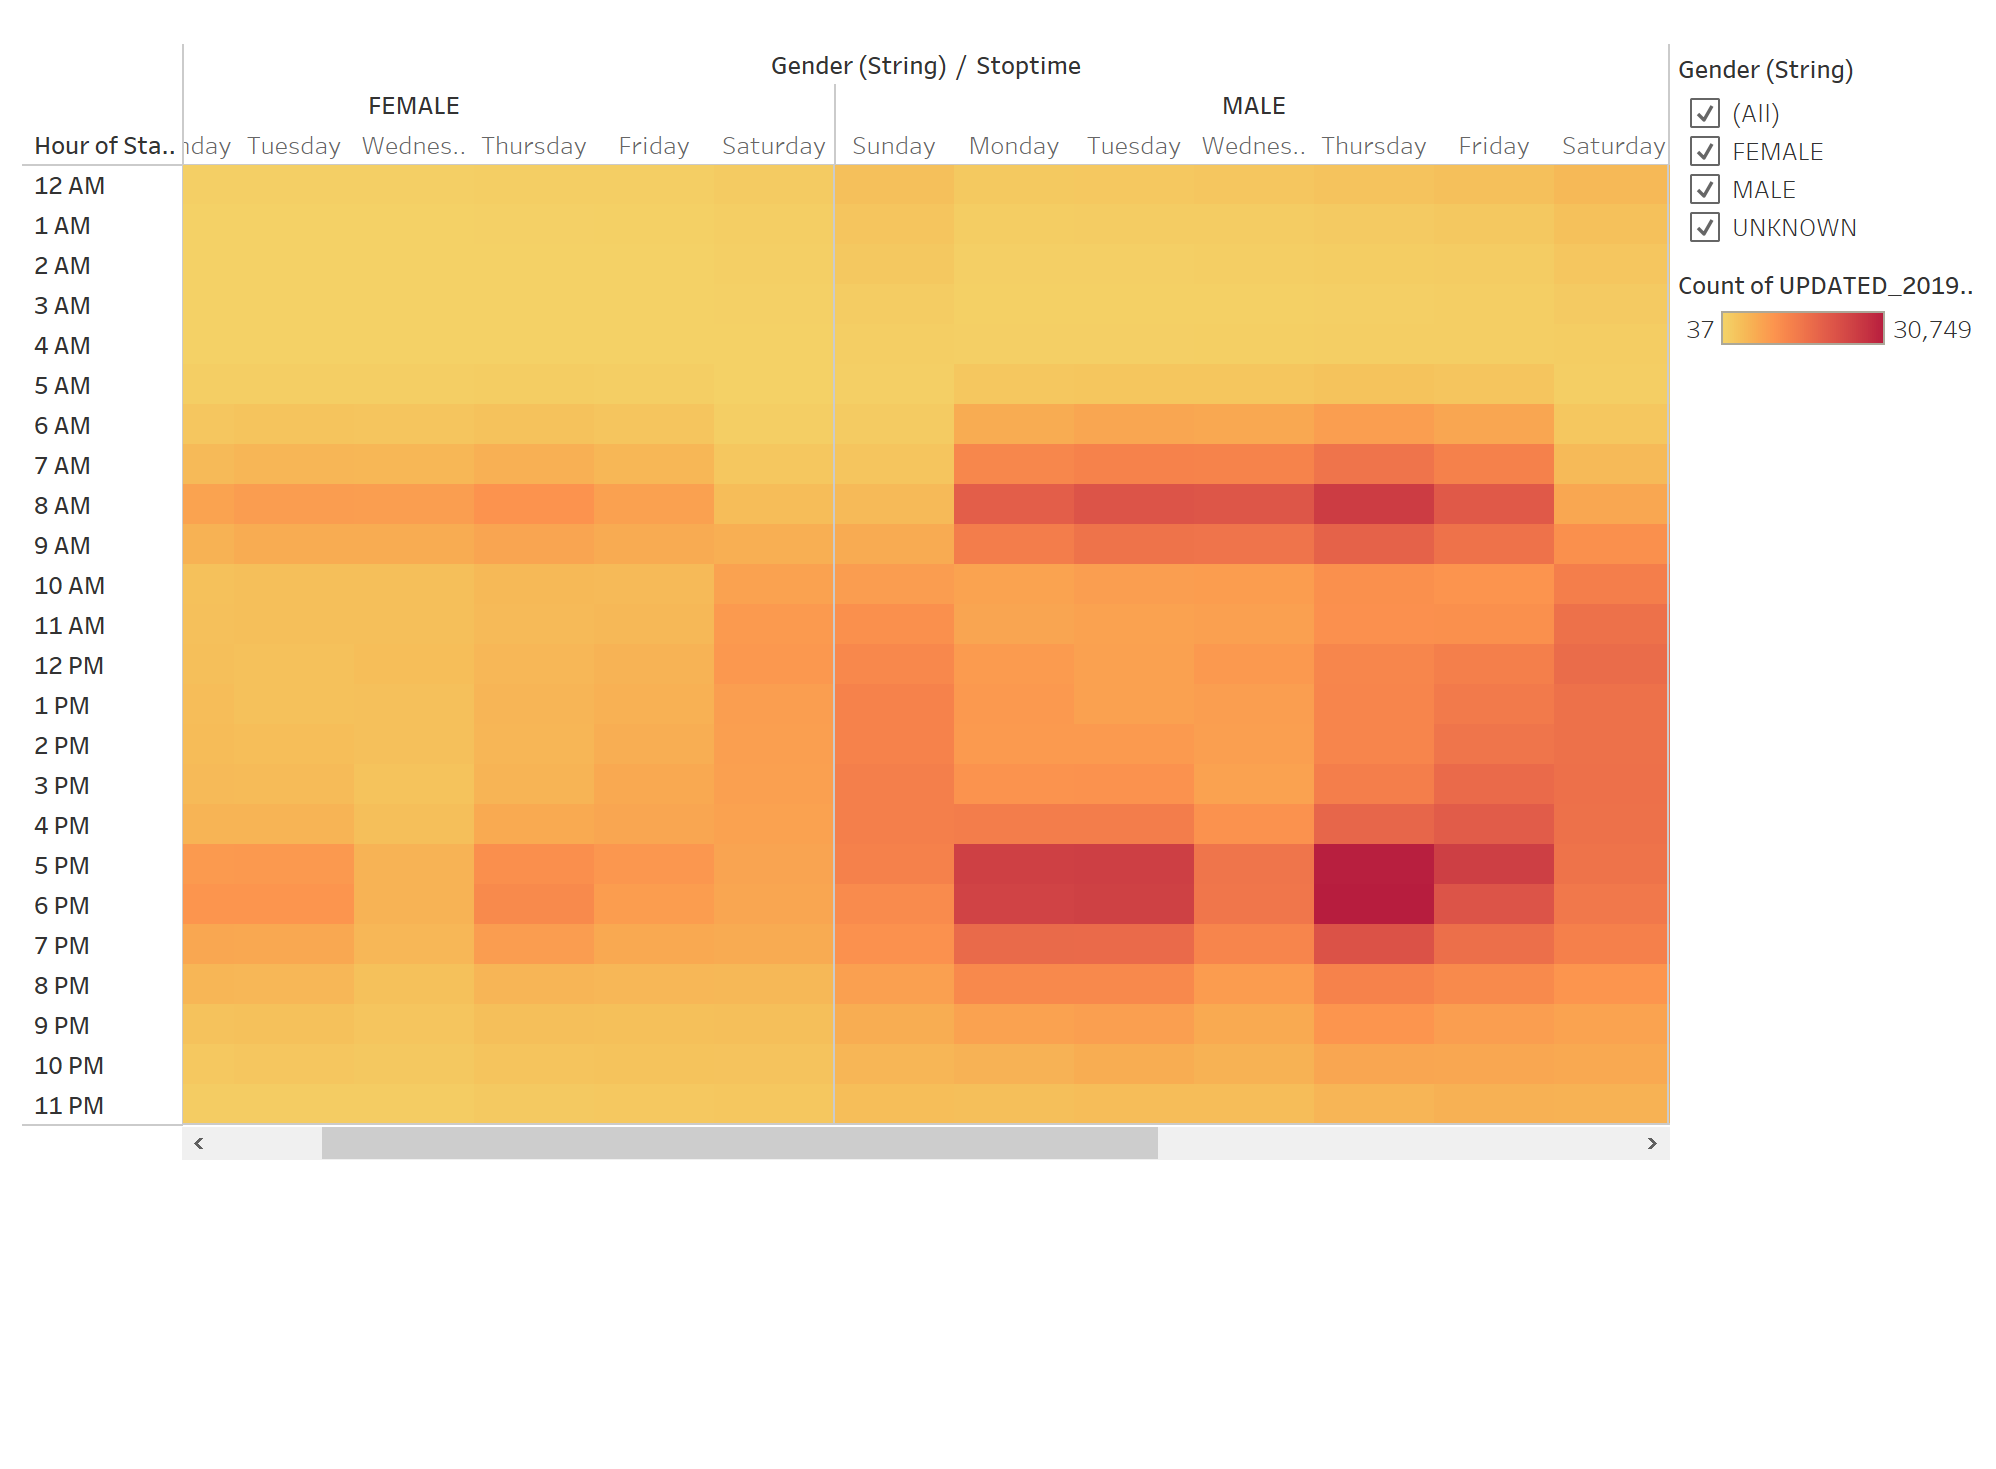 Gender (String) / Stoptime
FEMALE MALE
Hour of Sta.. nday Tuesday Wednes.. Thursday Friday Saturday Sunday Monday Tuesday Wednes.. Thursday Friday Saturday
12 AM
1 AM
2 AM
3 AM
4 AM
5 AM
6 AM
7 AM
8 AM
9 AM
10 AM
11 AM
12 PM
1 PM
2 PM
3 PM
4 PM
5 PM
6 PM
7 PM
8 PM
9 PM
10 PM
11 PM
Gender (String)
(All)
FEMALE
MALE
UNKNOWN
Count of UPDATED_2019..
37 30,749